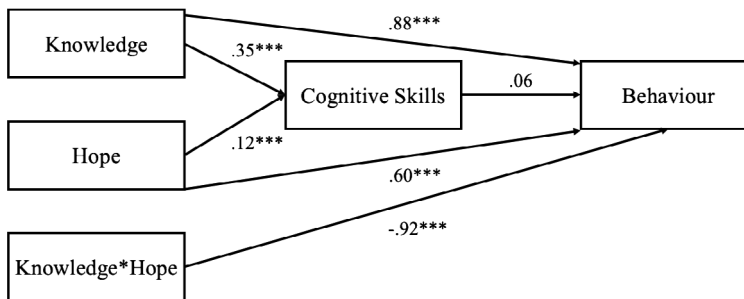 .88***
Knowledge
.35***
Cognitive Skills
.06
Behaviour
Hope
.12***
.60***
-.92***
Knowledge*Hope